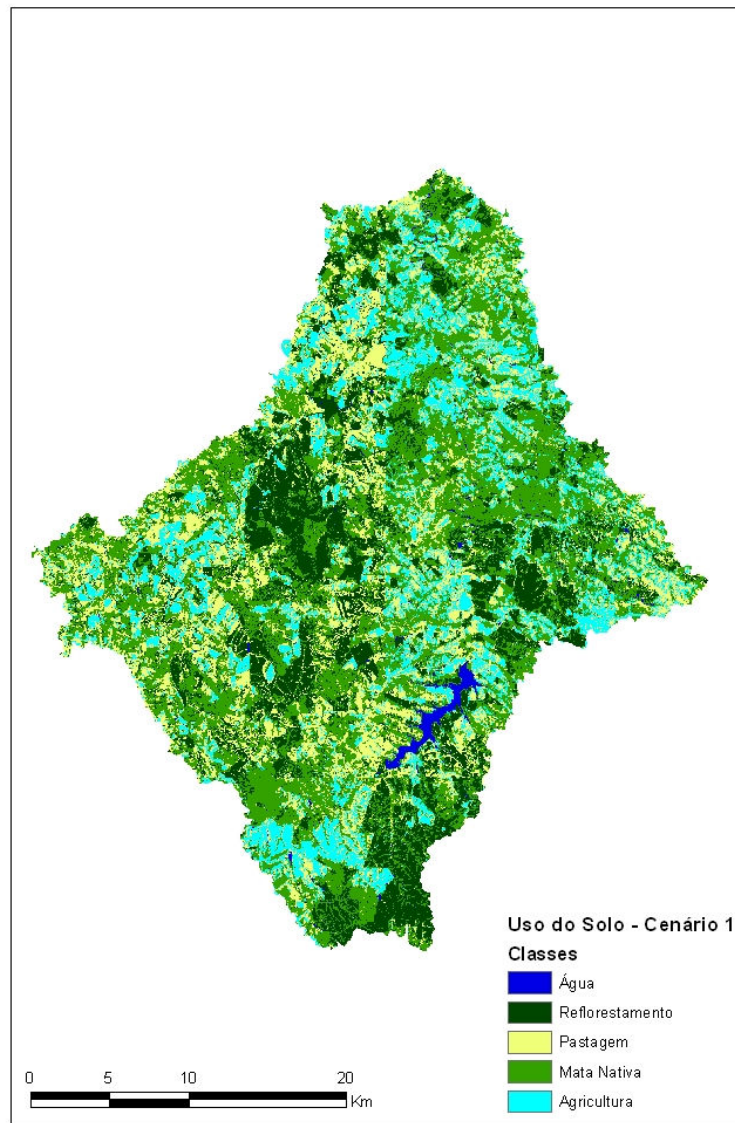 Uso do Solo - Cenário 1
Classes
Água
Reflorestamento
Pastagem
Mata Nativa
Agricultura
0 5 10 20
Km